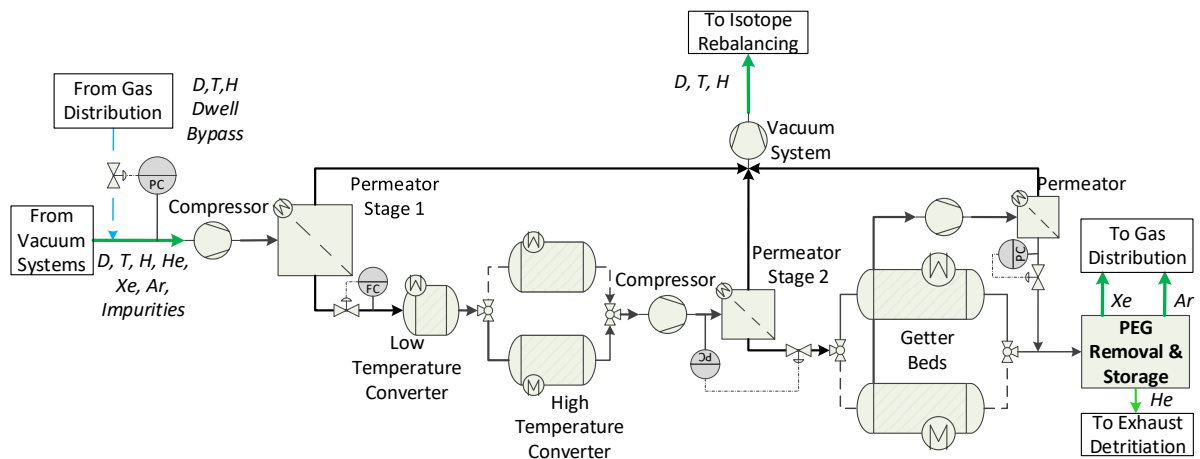 To Isotope
Rebalancing
D, T, H
Vacuum
System
From Gas
Distribution
D,T,H
Dwell
Bypass
PC
From
Vacuum
Systems
D, T, H, He,
Xe, Ar,
Impurities
Compressor
Permeator
Stage 1
FC
Low
Temperature
Converter
High
Temperature
Converter
Compressor
PC
Permeator
Stage 2
Getter
Beds
Permeator
PC
To Gas
Distribution
Xe
Ar
PEG
Removal &
Storage
He
To Exhaust
Detritiation